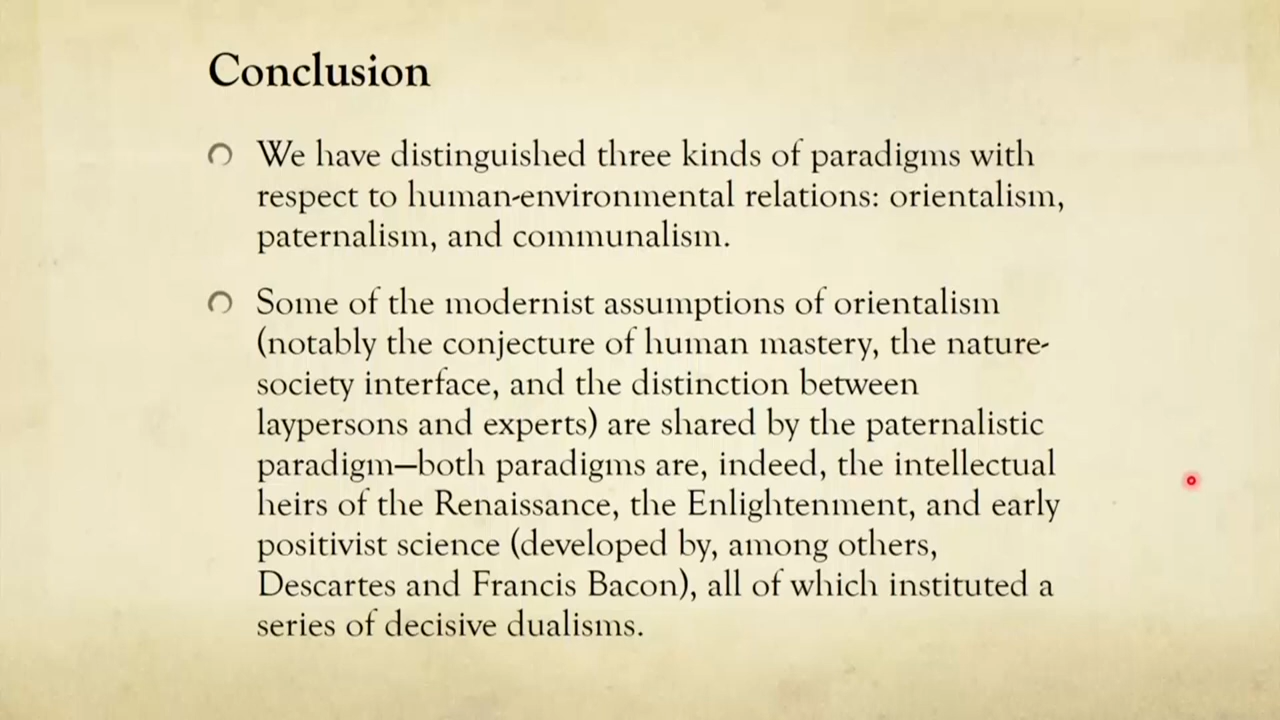 Conclusion
We have distinguished three kinds of paradigms with
respect to human-environmental relations: orientalism,
paternalism, and communalism.
Some of the modernist assumptions of orientalism
(notably the conjecture of human mastery, the nature-
society interface, and the distinction between
laypersons and experts) are shared by the paternalistic
paradigm—both paradigms are, indeed, the intellectual
heirs of the Renaissance, the Enlightenment, and early
positivist science (developed by, among others,
Descartes and Francis Bacon), all of which instituted a
series of decisive dualisms.